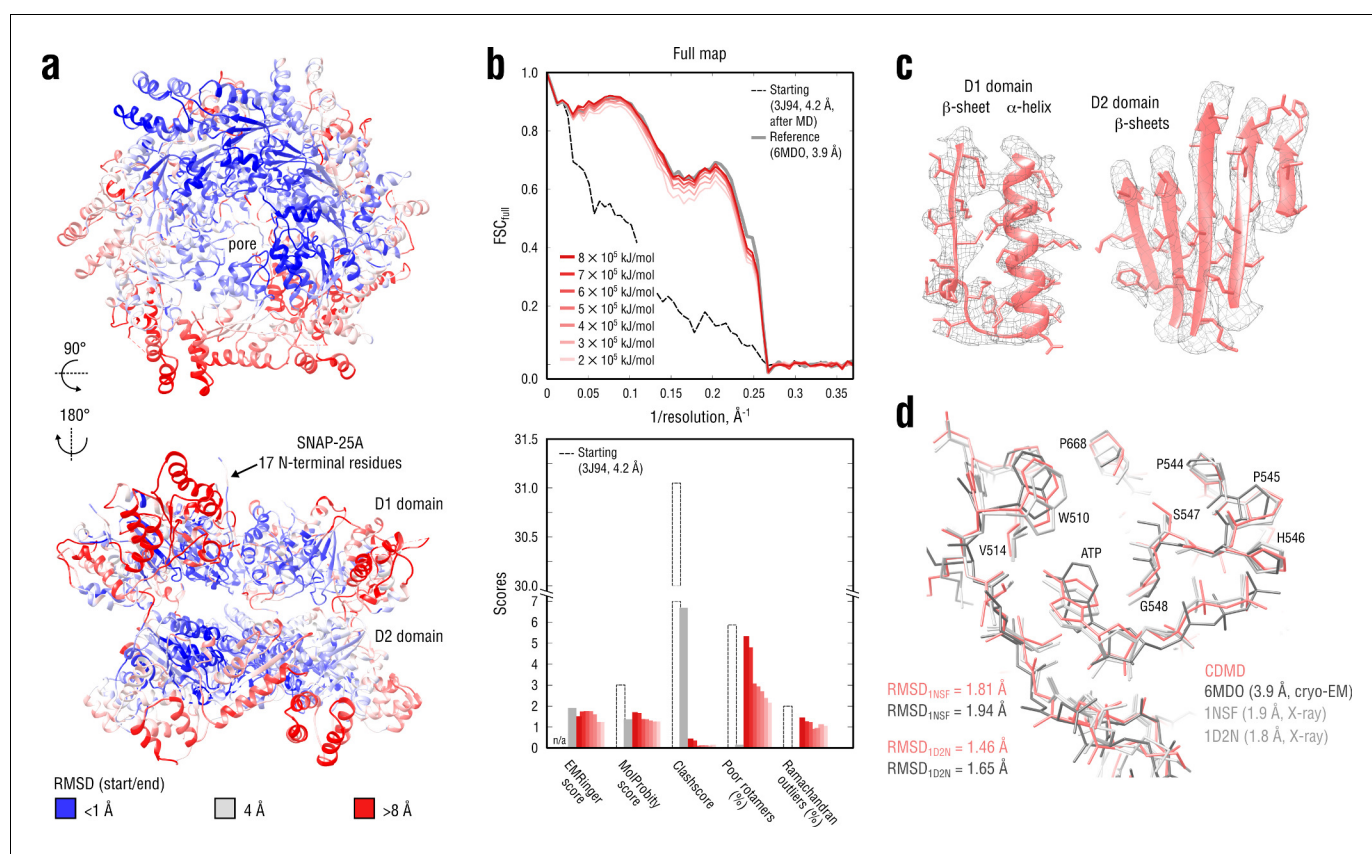 a
pore
90°
180°
SNAP-25A
17 N-terminal residues
D1 domain
D2 domain
RMSD (start/end)
<1 Å
4 Å
>8 Å
b
Full map
Starting
(3J94, 4.2 Å,
after MD)
Reference
(6MDO, 3.9 Å)
8 × 10⁵ kJ/mol
7 × 10⁵ kJ/mol
6 × 10⁵ kJ/mol
5 × 10⁵ kJ/mol
4 × 10⁵ kJ/mol
3 × 10⁵ kJ/mol
2 × 10⁵ kJ/mol
FSC_full
1.0
0.8
0.6
0.4
0.2
0.0
0 0.05 0.1 0.15 0.2 0.25 0.3 0.35
1/resolution, Å⁻¹
Starting
(3J94, 4.2 Å)
Scores
31.5
31.0
30.5
30.0
7
6
5
4
3
2
1
0
n/a
EMRinger
score
MolProbity
score
Clashscore
Poor rotamers
(%)
Ramachandran
outliers (%)
c
D1 domain
β-sheet α-helix
D2 domain
β-sheets
d
P668
P544
P545
S547
W510
H546
V514
ATP
G548
CDMD
6MDO (3.9 Å, cryo-EM)
1NSF (1.9 Å, X-ray)
1D2N (1.8 Å, X-ray)
RMSD₁NSF = 1.81 Å
RMSD₁NSF = 1.94 Å
RMSD₁D2N = 1.46 Å
RMSD₁D2N = 1.65 Å